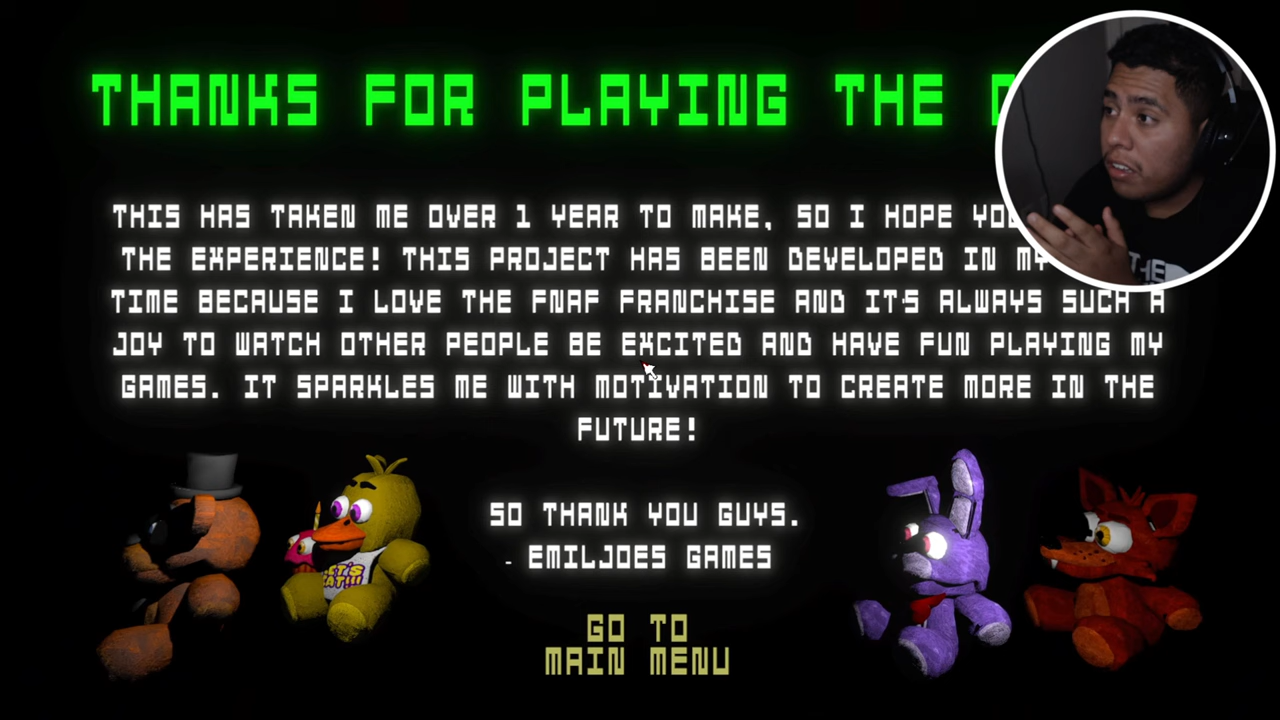 THANKS FOR PLAYING THE
THIS HAS TAKEN ME OVER 1 YEAR TO MAKE, SO I HOPE YOU
THE EXPERIENCE! THIS PROJECT HAS BEEN DEVELOPED IN MY
TIME BECAUSE I LOVE THE FNAF FRANCHISE AND IT'S ALWAYS SUCH A
JOY TO WATCH OTHER PEOPLE BE EXCITED AND HAVE FUN PLAYING MY
GAMES. IT SPARKLES ME WITH MOTIVATION TO CREATE MORE IN THE
FUTURE!
SO THANK YOU GUYS.
- EMILJOES GAMES
LET'S
EAT!!!
GO TO
MAIN MENU
THE